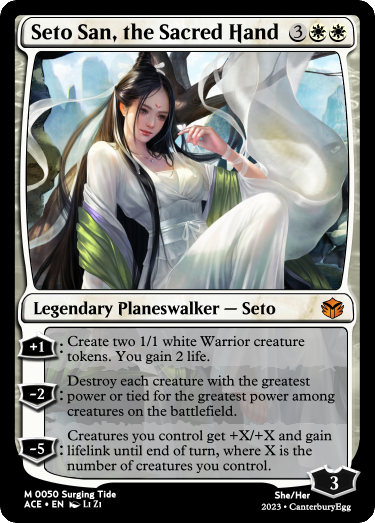 Seto San, the Sacred Hand 3
Legendary Planeswalker — Seto
+1: Create two 1/1 white Warrior creature
tokens. You gain 2 life.
-2: Destroy each creature with the greatest
power or tied for the greatest power among
creatures on the battlefield.
-5: Creatures you control get +X/+X and gain
lifelink until end of turn, where X is the
number of creatures you control.
3
M 0050 Surging Tide
ACE • EN Li Zi
She/Her
2023 • CanterburyEgg